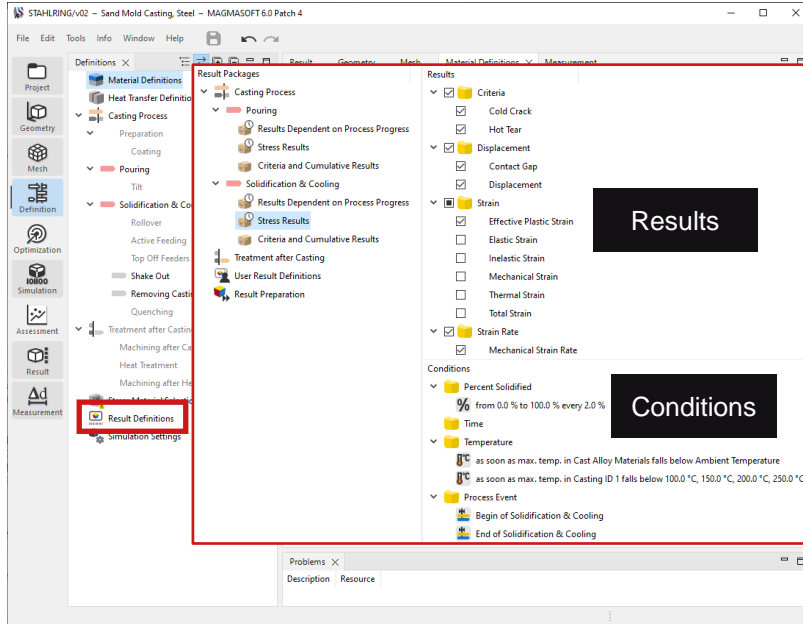 STAHLRING/v02 – Sand Mold Casting, Steel – MAGMASOFT 6.0 Patch 4
File Edit Tools Info Window Help
Project
Geometry
Mesh
Definition
Optimization
Simulation
Assessment
Result
Measurement
Definitions
Material Definitions
Heat Transfer Definitio
Casting Process
Preparation
Coating
Pouring
Tilt
Solidification & Co
Rollover
Active Feeding
Top Off Feeders
Shake Out
Removing Casti
Quenching
Treatment after Castin
Machining after Ca
Heat Treatment
Machining after He
Stress Material Selectio
Result Definitions
Simulation Settings
Result Geometry Mesh Material Definitions Measurement
Result Packages
Casting Process
Pouring
Results Dependent on Process Progress
Stress Results
Criteria and Cumulative Results
Solidification & Cooling
Results Dependent on Process Progress
Stress Results
Criteria and Cumulative Results
Treatment after Casting
User Result Definitions
Result Preparation
Results
Criteria
Cold Crack
Hot Tear
Displacement
Contact Gap
Displacement
Strain
Effective Plastic Strain
Elastic Strain
Inelastic Strain
Mechanical Strain
Thermal Strain
Total Strain
Strain Rate
Mechanical Strain Rate
Results
Conditions
Percent Solidified
% from 0.0 % to 100.0 % every 2.0 %
Time
Temperature
°C as soon as max. temp. in Cast Alloy Materials falls below Ambient Temperature
°C as soon as max. temp. in Casting ID 1 falls below 100.0 °C, 150.0 °C, 200.0 °C, 250.0 °C
Process Event
Begin of Solidification & Cooling
End of Solidification & Cooling
Conditions
Problems
Description Resource